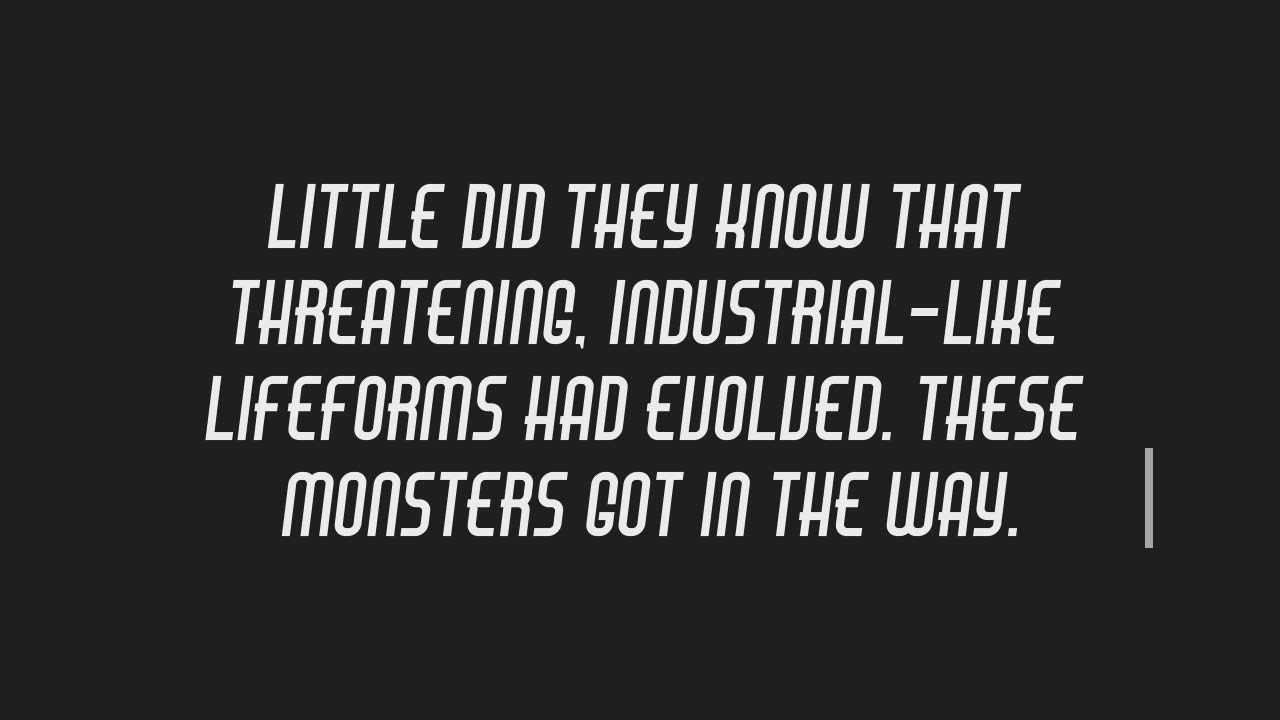 LITTLE DID THEY KNOW THAT
THREATENING, INDUSTRIAL-LIKE
LIFEFORMS HAD EVOLVED. THESE
MONSTERS GOT IN THE WAY.